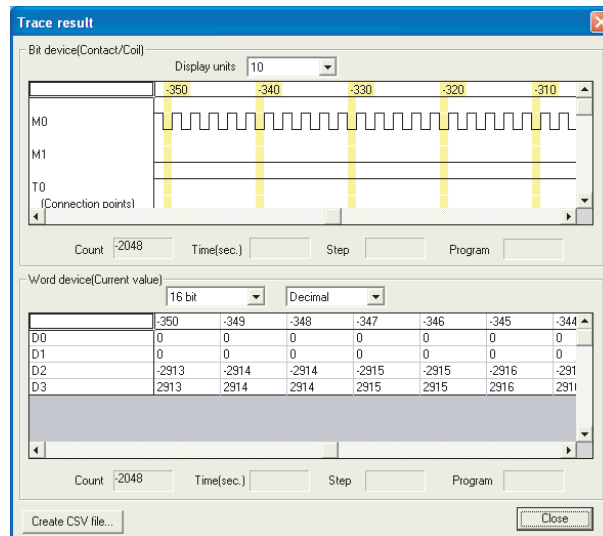 Trace result
Bit device(Contact/Coil)
Display units 10
-350 -340 -330 -320 -310
M0
M1
T0
(Connection points)
Count -2048 Time(sec.) Step Program
Word device(Current value)
16 bit Decimal
-350 -349 -348 -347 -346 -345 -344
D0 0 0 0 0 0 0 0
D1 0 0 0 0 0 0 0
D2 -2913 -2914 -2914 -2915 -2915 -2916 -291
D3 2913 2914 2914 2915 2915 2916 291
Count -2048 Time(sec.) Step Program
Create CSV file... Close